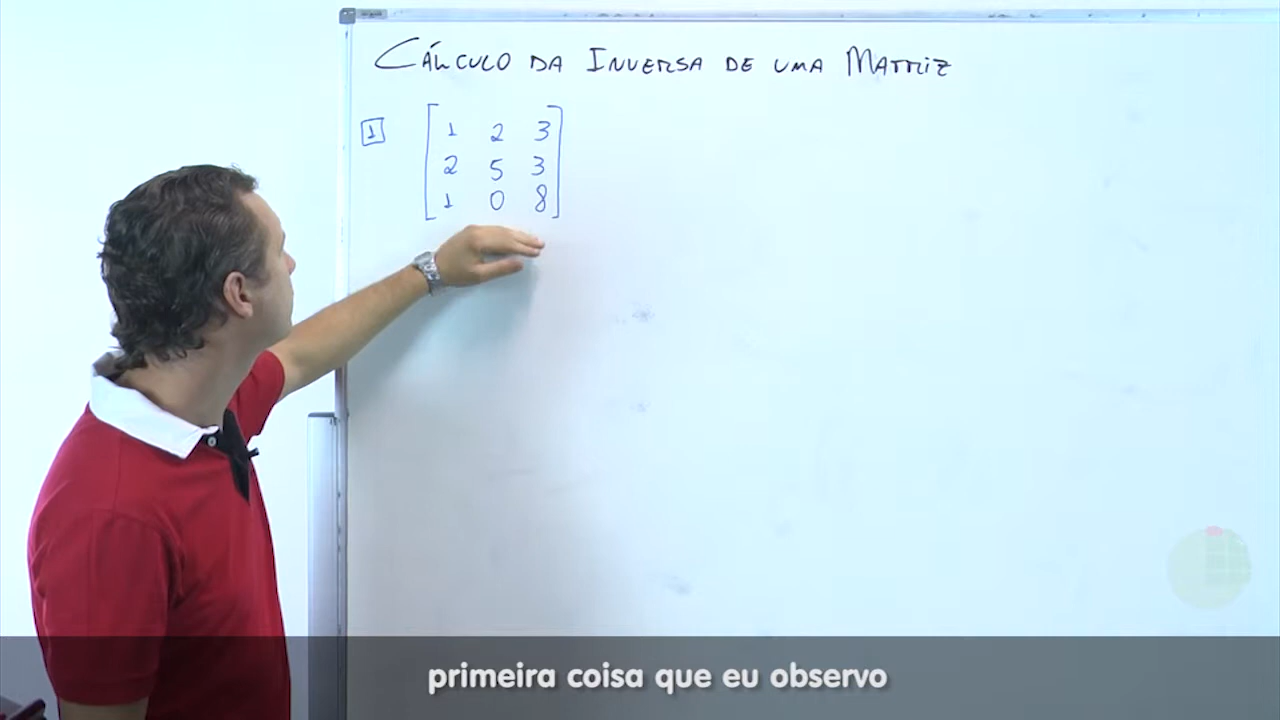 CÁLCULO DA INVERSA DE UMA MATRIZ
1
1 2 3
2 5 3
1 0 8
primeira coisa que eu observo